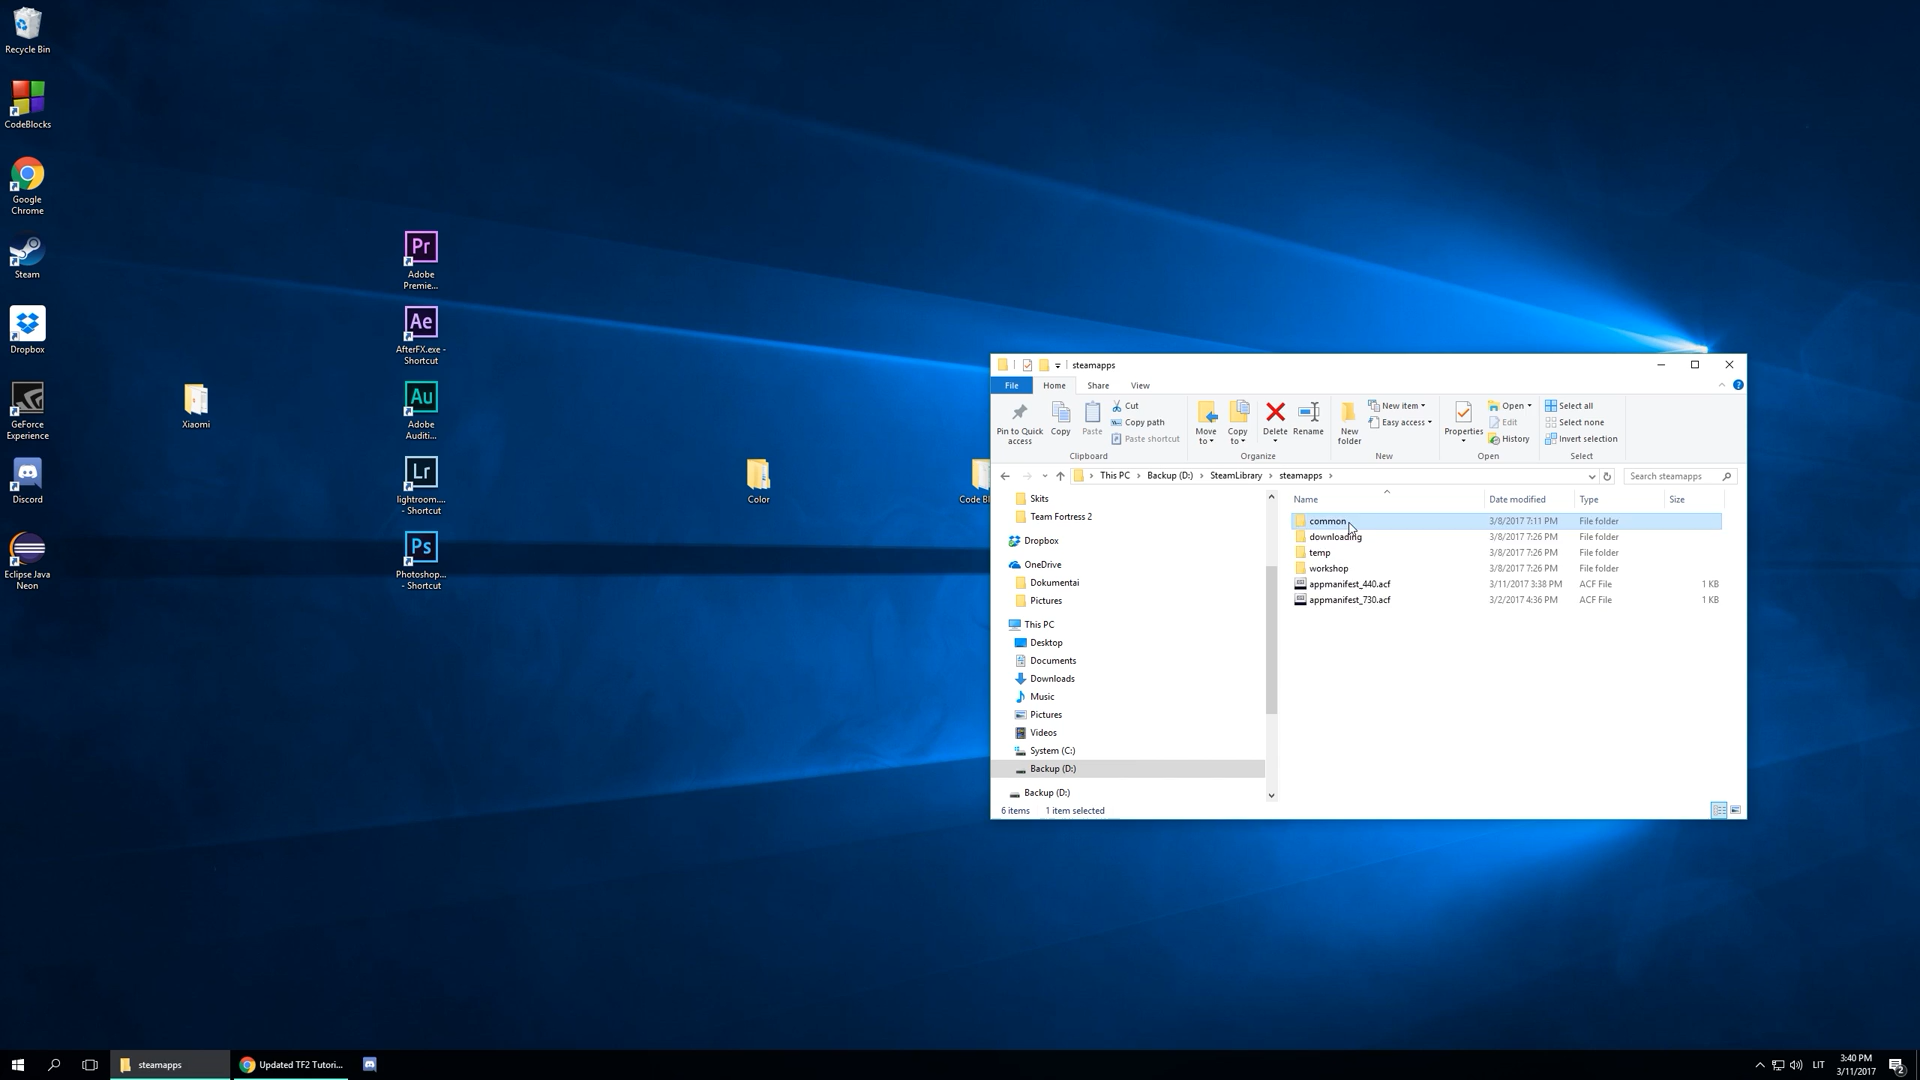 Recycle Bin
CodeBlocks
Google
Chrome
Steam
Dropbox
GeForce
Experience
Discord
Eclipse Java
Neon
Xiaomi
Pr
Adobe
Premie...
Ae
AfterFX.exe -
Shortcut
Au
Adobe
Auditi...
Lr
lightroom....
- Shortcut
Ps
Photoshop...
- Shortcut
Color
Code Bl
steamapps
File Home Share View
Pin to Quick
access
Copy
Paste
Cut
Copy path
Paste shortcut
Clipboard
Move
to
Copy
to
Delete
Rename
Organize
New
folder
New item
Easy access
New
Properties
Open
Edit
History
Open
Select all
Select none
Invert selection
Select
This PC Backup (D:) SteamLibrary steamapps
Search steamapps
Skits
Team Fortress 2
Dropbox
OneDrive
Dokumentai
Pictures
This PC
Desktop
Documents
Downloads
Music
Pictures
Videos
System (C:)
Backup (D:)
Backup (D:)
Name Date modified Type Size
common 3/8/2017 7:11 PM File folder
downloading 3/8/2017 7:26 PM File folder
temp 3/8/2017 7:26 PM File folder
workshop 3/8/2017 7:26 PM File folder
appmanifest_440.acf 3/11/2017 3:38 PM ACF File 1 KB
appmanifest_730.acf 3/2/2017 4:36 PM ACF File 1 KB
6 items 1 item selected
steamapps
Updated TF2 Tutori...
LIT
3:40 PM
3/11/2017
2